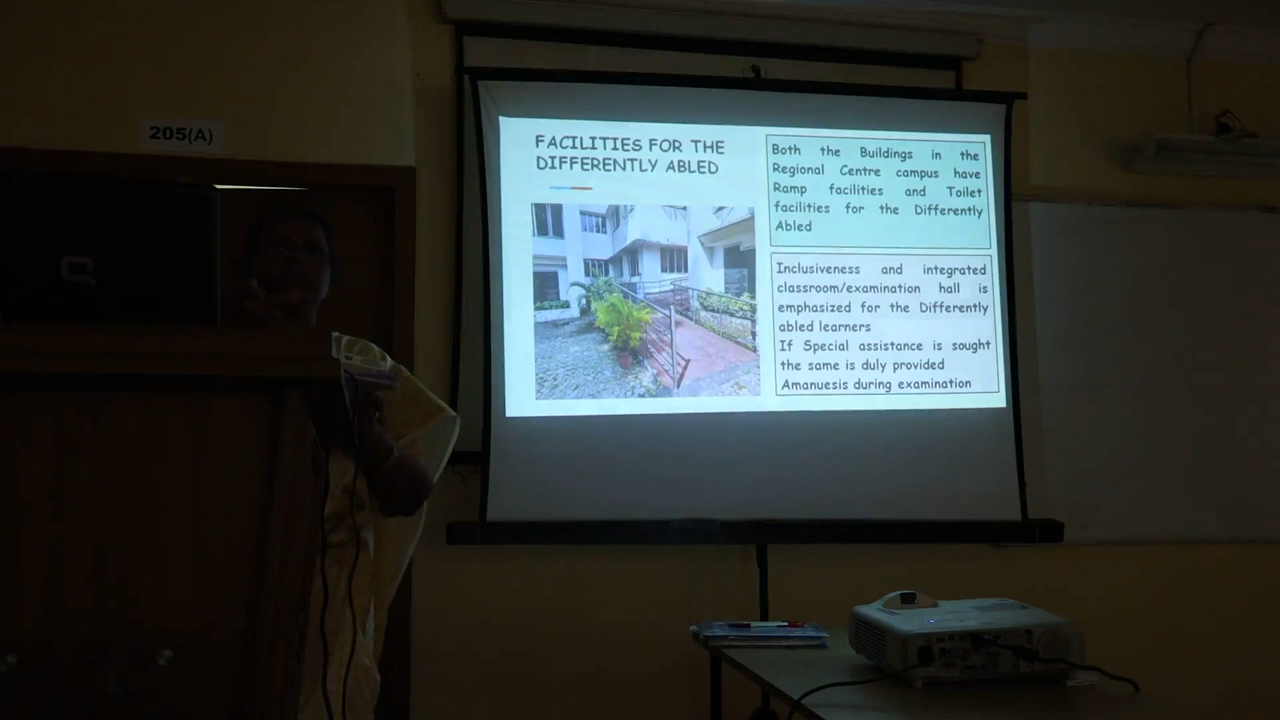 205(A)
FACILITIES FOR THE
DIFFERENTLY ABLED
Both the Buildings in the
Regional Centre campus have
Ramp facilities and Toilet
facilities for the Differently
Abled
Inclusiveness and integrated
classroom/examination hall is
emphasized for the Differently
abled learners
If Special assistance is sought
the same is duly provided
Amanuesis during examination